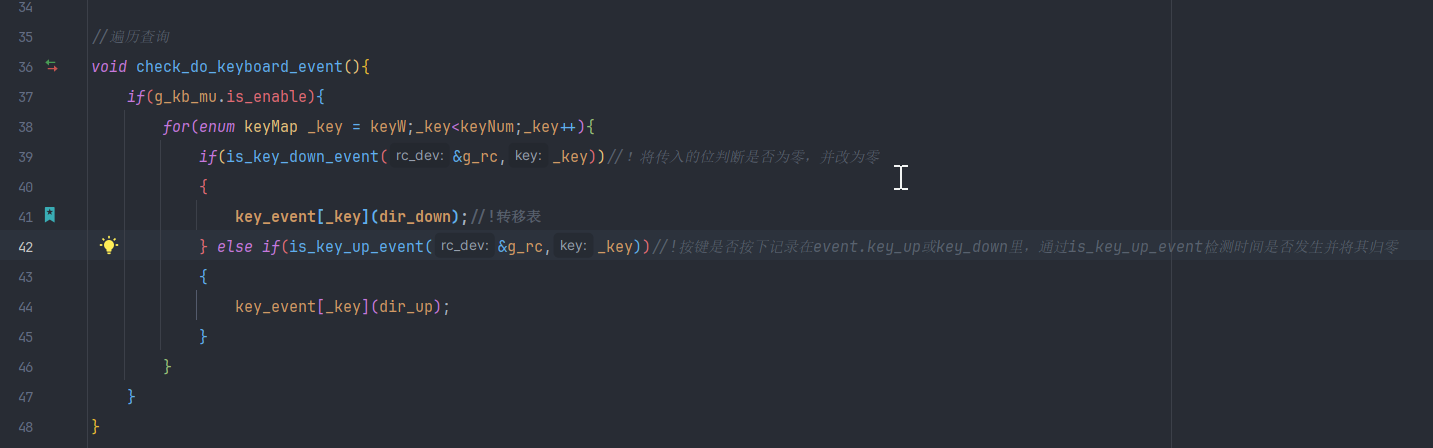 34
35 //遍历查询
36 void check_do_keyboard_event(){
37 if(g_kb_mu.is_enable){
38 for(enum keyMap _key = keyW;_key<keyNum;_key++){
39 if(is_key_down_event( rc_dev: &g_rc, key: _key))//！将传入的位判断是否为零，并改为零
40 {
41 key_event[_key](dir_down);//!转移表
42 } else if(is_key_up_event( rc_dev: &g_rc, key: _key))//!按键是否按下记录在event.key_up或key_down里，通过is_key_up_event检测时间是否发生并将其归零
43 {
44 key_event[_key](dir_up);
45 }
46 }
47 }
48 }